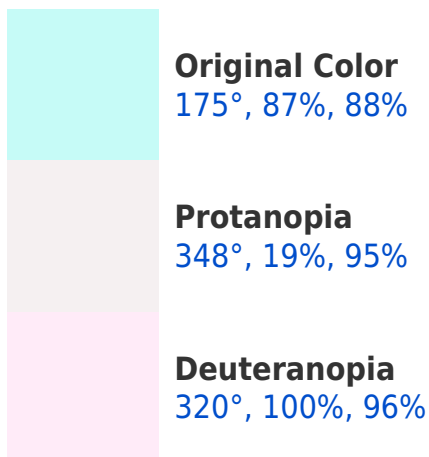 Original Color
175°, 87%, 88%
Protanopia
348°, 19%, 95%
Deuteranopia
320°, 100%, 96%